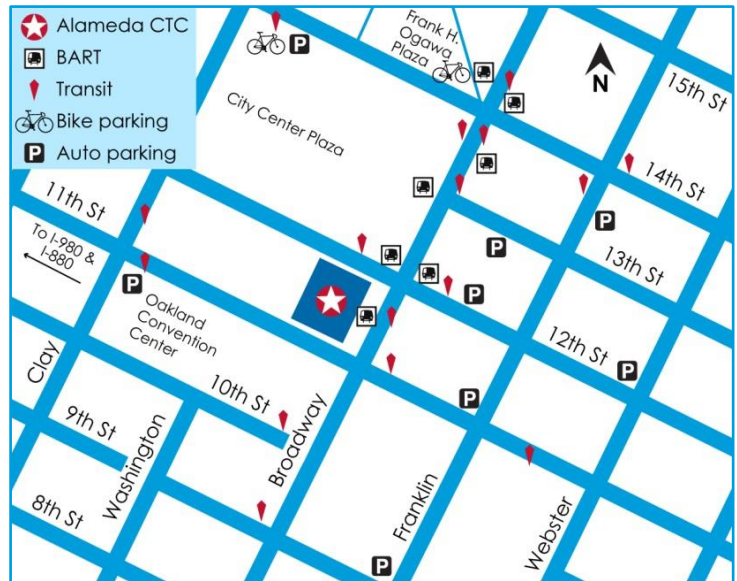 Alameda CTC
BART
Transit
Bike parking
P Auto parking
P
Frank H.
Ogawa
Plaza
N
15th St
City Center Plaza
14th St
11th St
P
13th St
To I-980 &
I-880
P
P
P
Oakland
Convention
Center
12th St
P
Clay
10th St
P
9th St
Washington
Broadway
8th St
Franklin
Webster
P